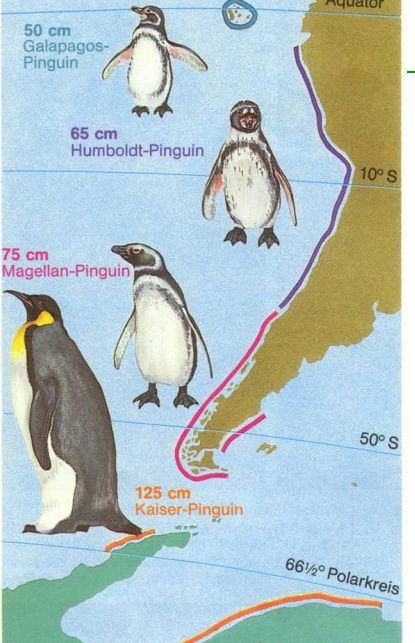 Äquator
50 cm
Galapagos-
Pinguin
65 cm
Humboldt-Pinguin
10° S
75 cm
Magellan-Pinguin
50° S
125 cm
Kaiser-Pinguin
66½° Polarkreis